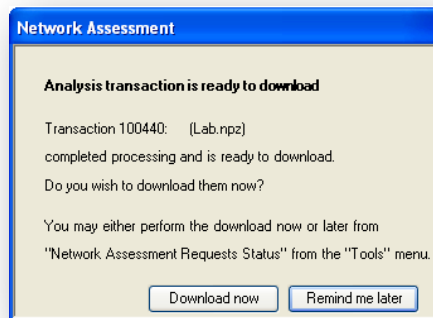 Network Assessment
Analysis transaction is ready to download
Transaction 100440: (Lab.npz)
completed processing and is ready to download.
Do you wish to download them now?
You may either perform the download now or later from
"Network Assessment Requests Status" from the "Tools" menu.
Download now
Remind me later